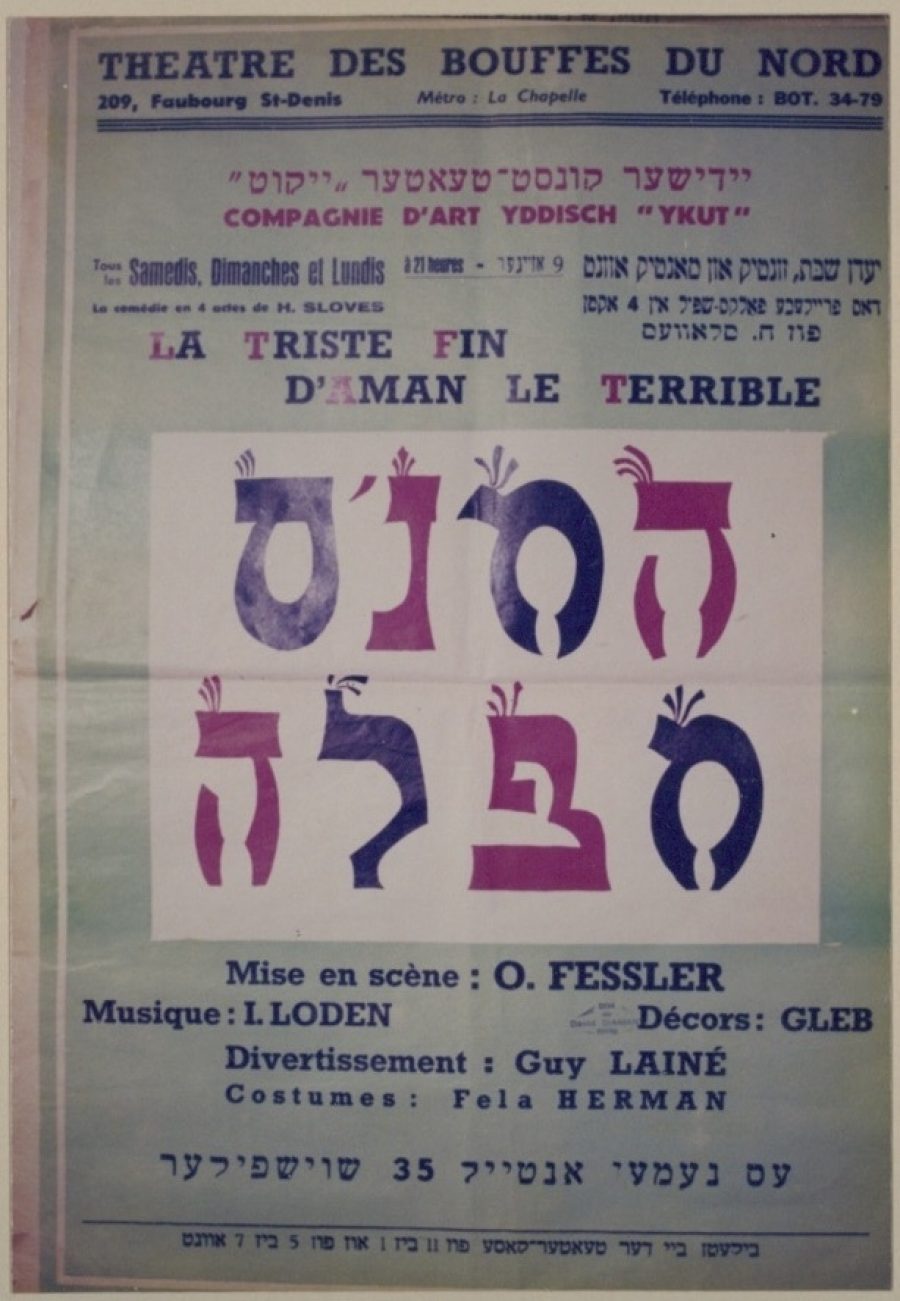 THEATRE DES BOUFFES DU NORD
209, Faubourg St-Denis Métro : La Chapelle Téléphone : BOT. 34-79
יידישער קונסט־טעאטער „ייקוט"
COMPAGNIE D'ART YDDISCH "YKUT"
Tous les Samedis, Dimanches et Lundis à 21 heures - 9 אזייגער יעדן שבת, זונטיק און מאנטיק אוונט
La comédie en 4 actes de H. SLOVES דאס פריילעכע פאלקס־שפיל אין 4 אקטן
פון ח. סלאוועס
LA TRISTE FIN
D'AMAN LE TERRIBLE
המנ'ס
מפלה
Mise en scène : O. FESSLER
Musique : I. LODEN Décors : GLEB
Divertissement : Guy LAINÉ
Costumes : Fela HERMAN
עס נעמען אנטייל 35 שוישפילער
בילעטן ביי דער טעאטער־קאסע פון 11 ביז 1 און פון 5 ביז 7 אוונט